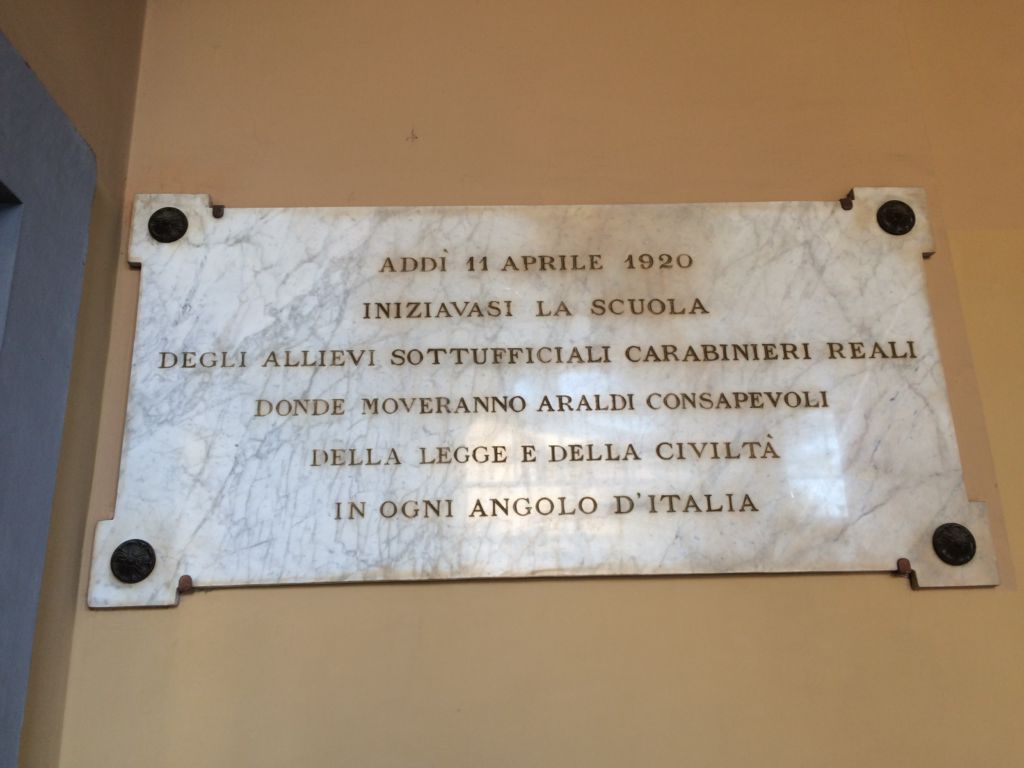 ADDÌ 11 APRILE 1920
INIZIAVASI LA SCUOLA
DEGLI ALLIEVI SOTTUFFICIALI CARABINIERI REALI
DONDE MOVERANNO ARALDI CONSAPEVOLI
DELLA LEGGE E DELLA CIVILTÀ
IN OGNI ANGOLO D'ITALIA